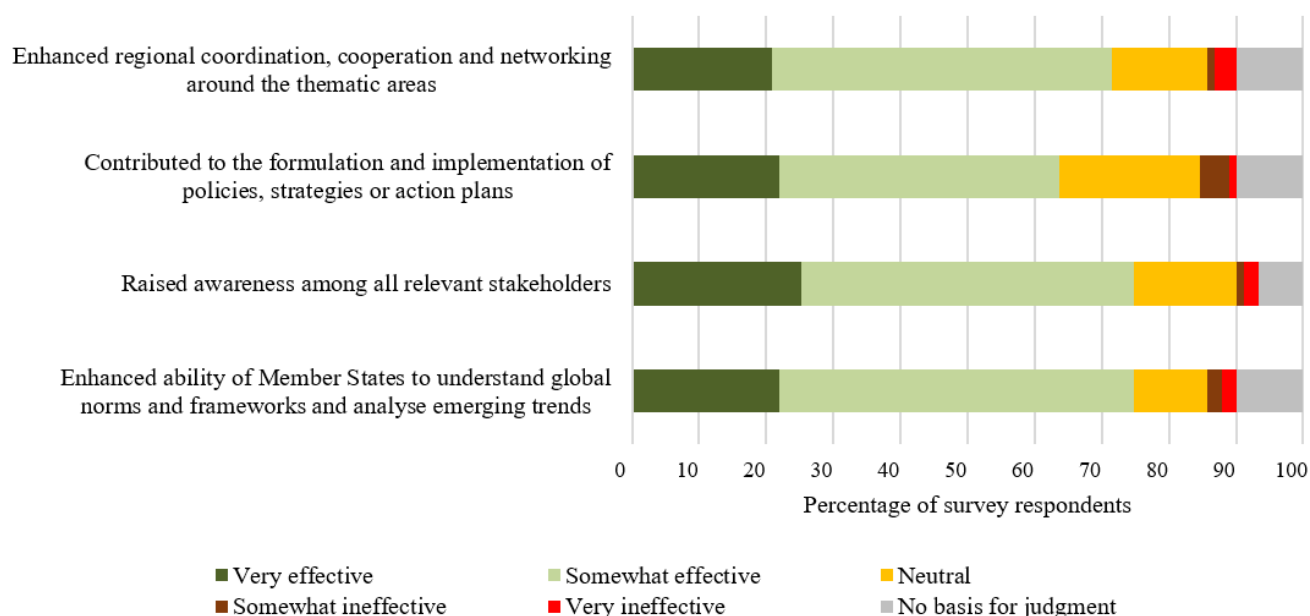 Enhanced regional coordination, cooperation and networking
around the thematic areas
Contributed to the formulation and implementation of
policies, strategies or action plans
Raised awareness among all relevant stakeholders
Enhanced ability of Member States to understand global
norms and frameworks and analyse emerging trends
0 10 20 30 40 50 60 70 80 90 100
Percentage of survey respondents
Very effective Somewhat effective Neutral
Somewhat ineffective Very ineffective No basis for judgment